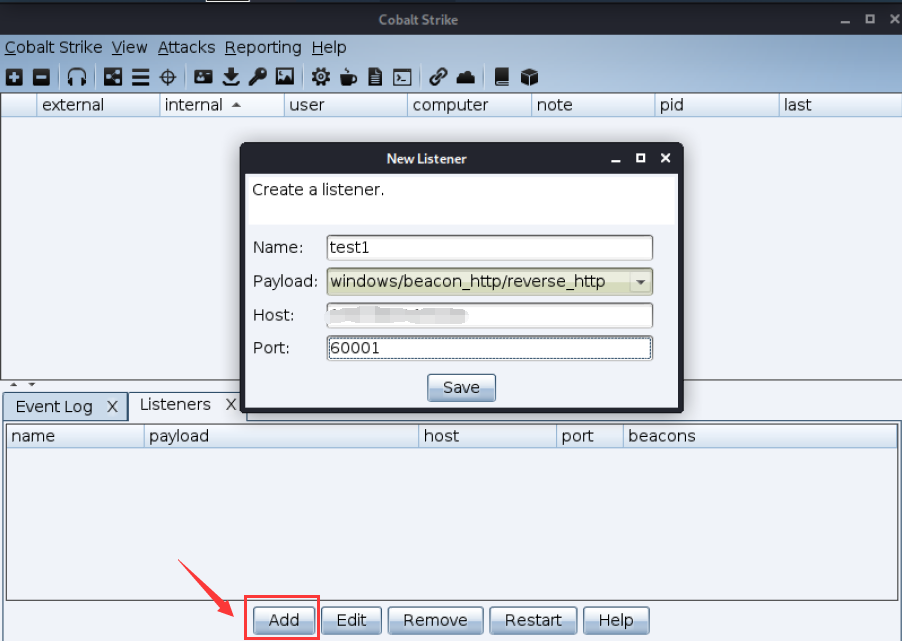 Cobalt Strike
Cobalt Strike View Attacks Reporting Help
external internal user computer note pid last
New Listener
Create a listener.
Name: test1
Payload: windows/beacon_http/reverse_http
Host:
Port: 60001
Save
Event Log X Listeners X
name payload host port beacons
Add Edit Remove Restart Help